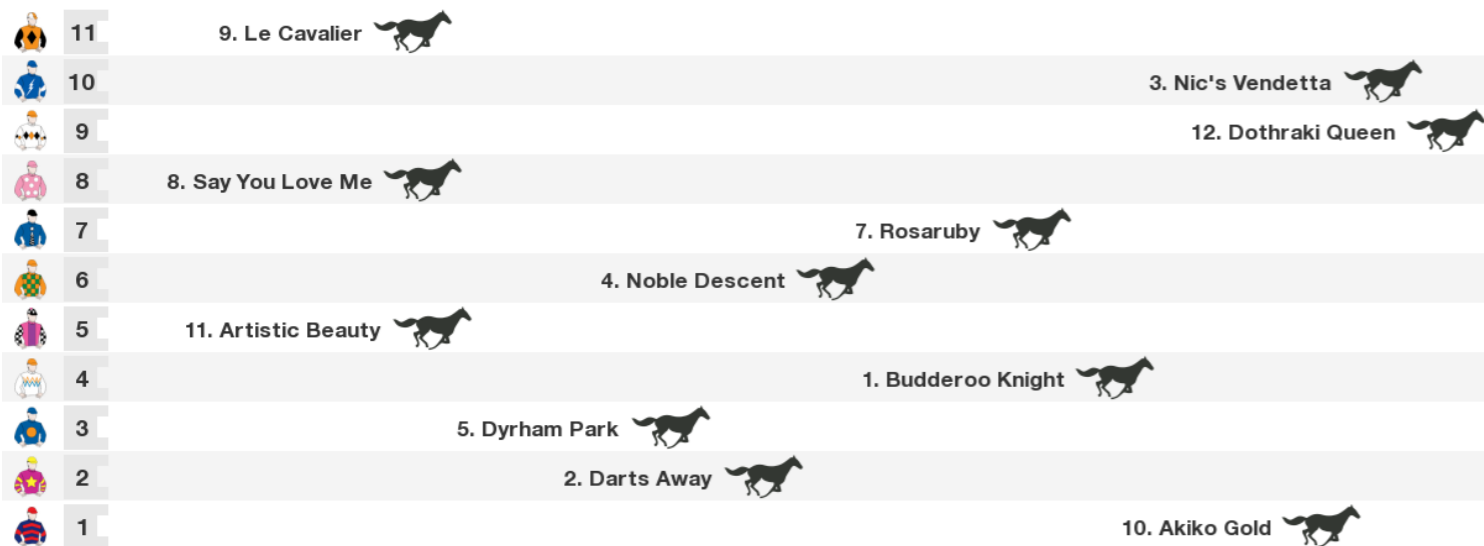 11 9. Le Cavalier
10 3. Nic's Vendetta
9 12. Dothraki Queen
8 8. Say You Love Me
7 7. Rosaruby
6 4. Noble Descent
5 11. Artistic Beauty
4 1. Budderoo Knight
3 5. Dyrham Park
2 2. Darts Away
1 10. Akiko Gold